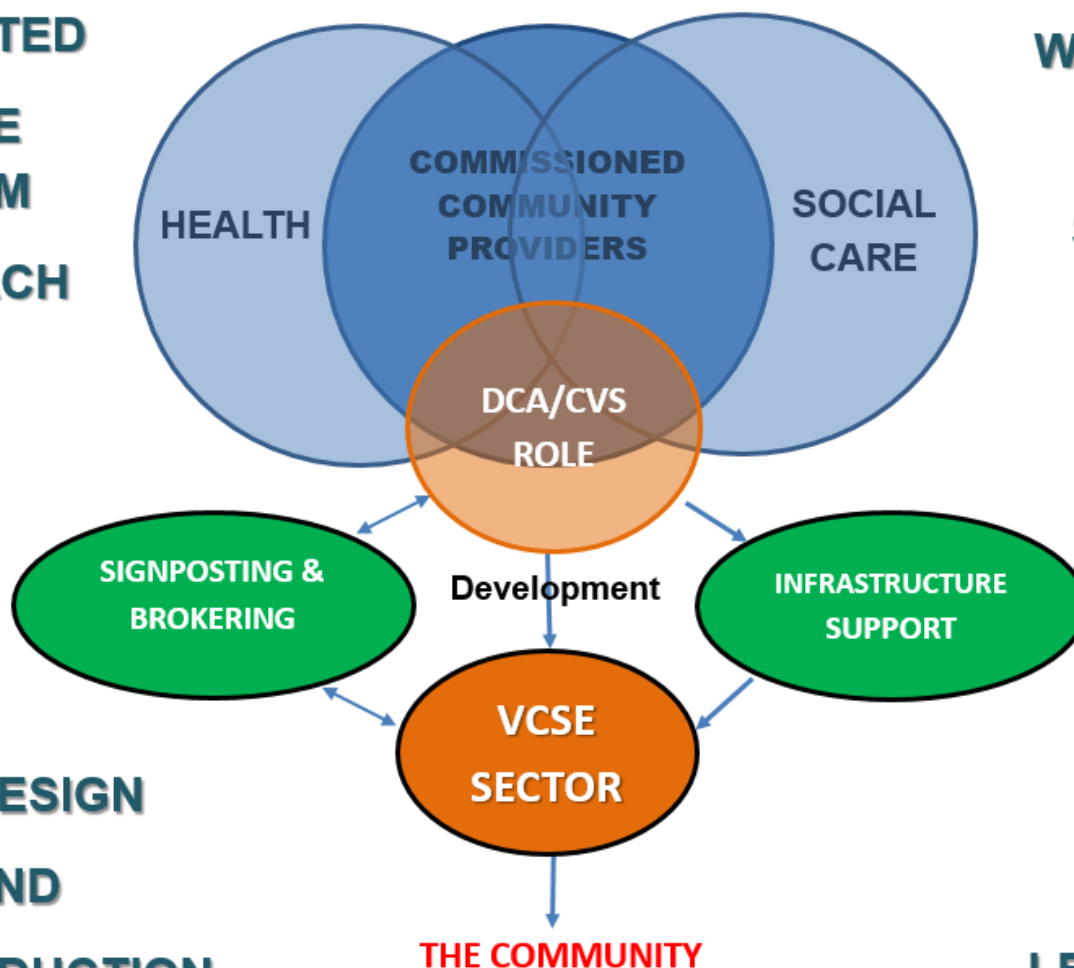 TED
E
M
CH
W
HEALTH
COMMISSIONED
COMMUNITY
PROVIDERS
SOCIAL
CARE
DCA/CVS
ROLE
SIGNPOSTING &
BROKERING
Development
INFRASTRUCTURE
SUPPORT
VCSE
SECTOR
ESIGN
ND
DUCTION
THE COMMUNITY